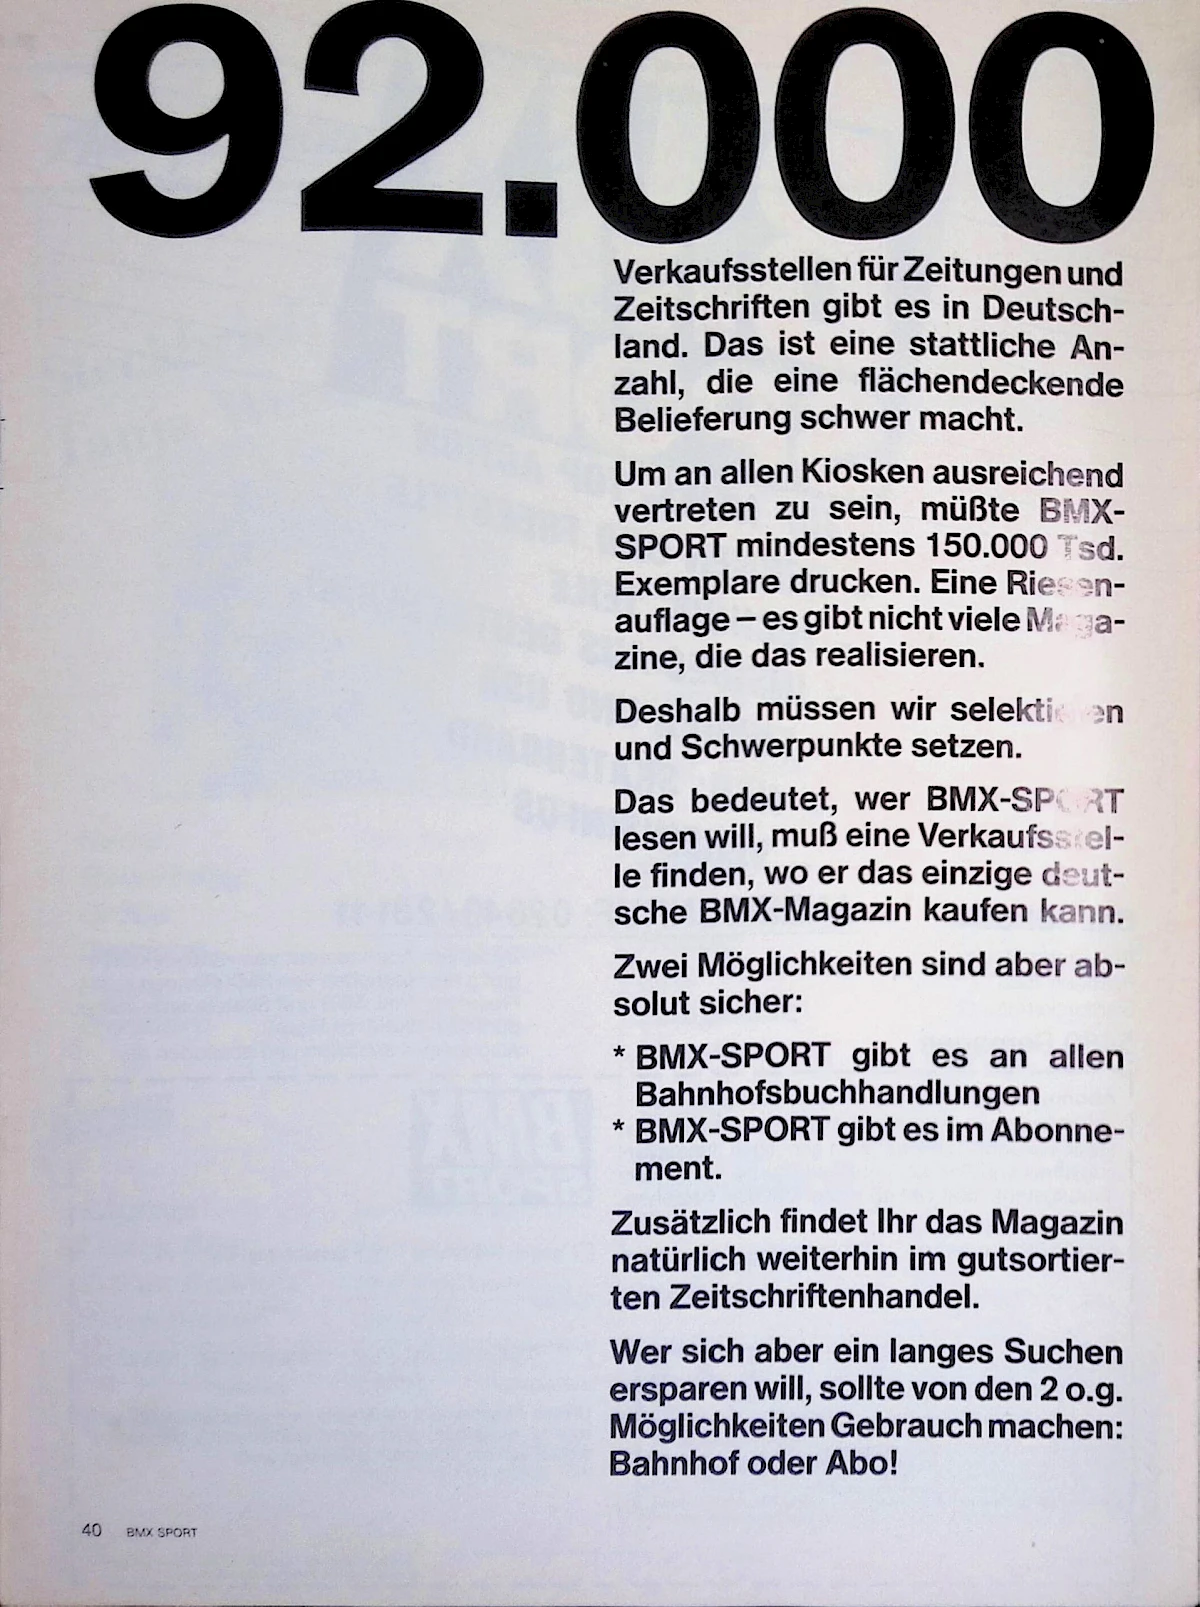 92.000
Verkaufsstellen für Zeitungen und
Zeitschriften gibt es in Deutsch-
land. Das ist eine stattliche An-
zahl, die eine flächendeckende
Belieferung schwer macht.
Um an allen Kiosken ausreichend
vertreten zu sein, müßte BMX-
SPORT mindestens 150.000 Tsd.
Exemplare drucken. Eine Riesen-
auflage – es gibt nicht viele Maga-
zine, die das realisieren.
Deshalb müssen wir selektieren
und Schwerpunkte setzen.
Das bedeutet, wer BMX-SPORT
lesen will, muß eine Verkaufsstel-
le finden, wo er das einzige deut-
sche BMX-Magazin kaufen kann.
Zwei Möglichkeiten sind aber ab-
solut sicher:
* BMX-SPORT gibt es an allen
Bahnhofsbuchhandlungen
* BMX-SPORT gibt es im Abonne-
ment.
Zusätzlich findet Ihr das Magazin
natürlich weiterhin im gutsortier-
ten Zeitschriftenhandel.
Wer sich aber ein langes Suchen
ersparen will, sollte von den 2 o.g.
Möglichkeiten Gebrauch machen:
Bahnhof oder Abo!
40 BMX SPORT